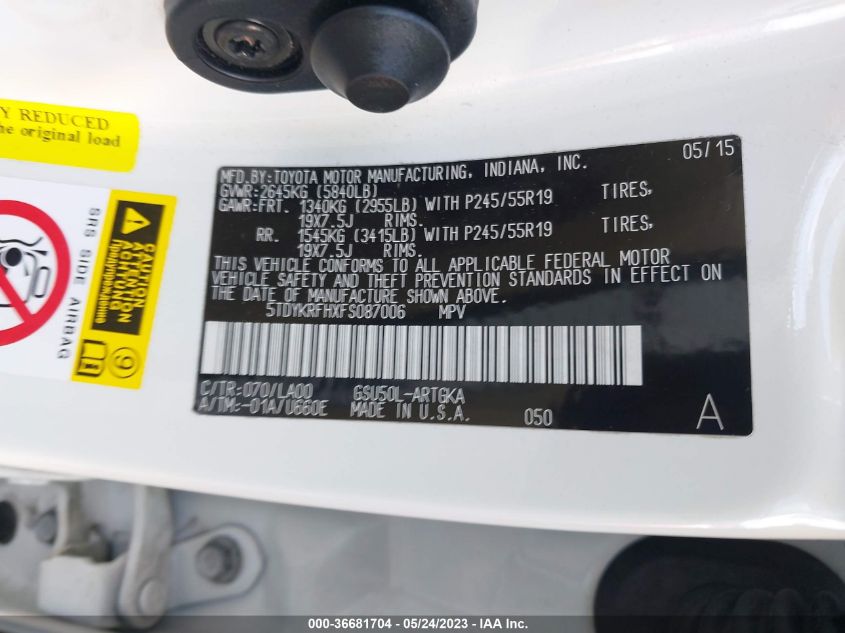 Y REDUCED
he original load
SRS SIDE AIRBAG
CAUTION
ATTENTION
ACHTUNG
9
MFD.BY:TOYOTA MOTOR MANUFACTURING, INDIANA, INC. 05/15
GVWR:2645KG (5840LB)
GAWR:FRT. 1340KG (2955LB) WITH P245/55R19 TIRES,
19X7.5J RIMS.
RR. 1545KG (3415LB) WITH P245/55R19 TIRES,
19X7.5J RIMS.
THIS VEHICLE CONFORMS TO ALL APPLICABLE FEDERAL MOTOR
VEHICLE SAFETY AND THEFT PREVENTION STANDARDS IN EFFECT ON
THE DATE OF MANUFACTURE SHOWN ABOVE.
5TDYKRFHXFS087006 MPV
C/TR:070/LA00 GSU50L-ARTGKA
A/TM:-01A/U660E MADE IN U.S.A. 050 A
000-36681704 — 05/24/2023 — IAA Inc.